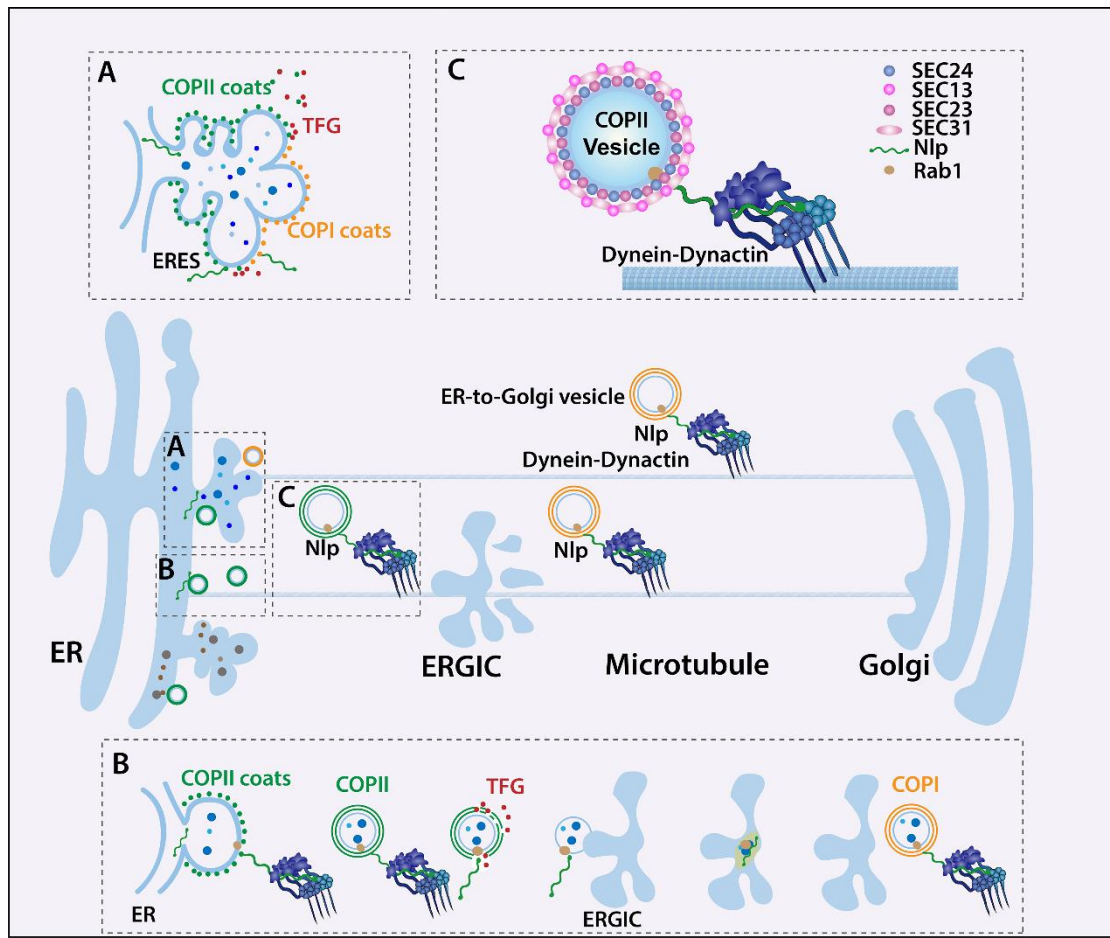 A
COPII coats
TFG
COPI coats
ERES
C
COPII
Vesicle
Dynein-Dynactin
SEC24
SEC13
SEC23
SEC31
Nlp
Rab1
ER-to-Golgi vesicle
Nlp
Dynein-Dynactin
A
C
Nlp
Nlp
B
ER
ERGIC
Microtubule
Golgi
B
COPII coats
COPII
TFG
COPI
ER
ERGIC